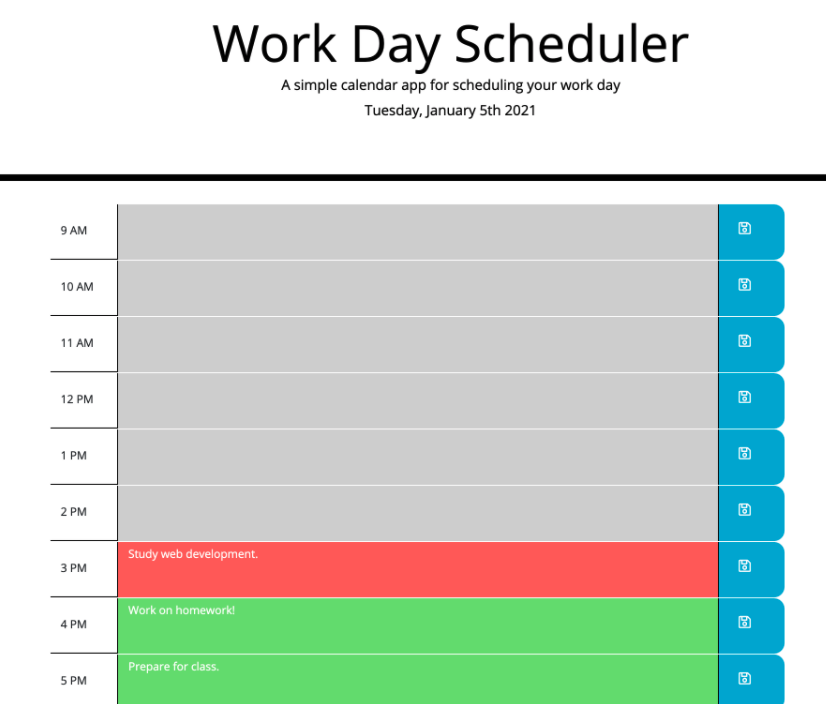 Work Day Scheduler
A simple calendar app for scheduling your work day
Tuesday, January 5th 2021
9 AM
10 AM
11 AM
12 PM
1 PM
2 PM
3 PM Study web development.
4 PM Work on homework!
5 PM Prepare for class.